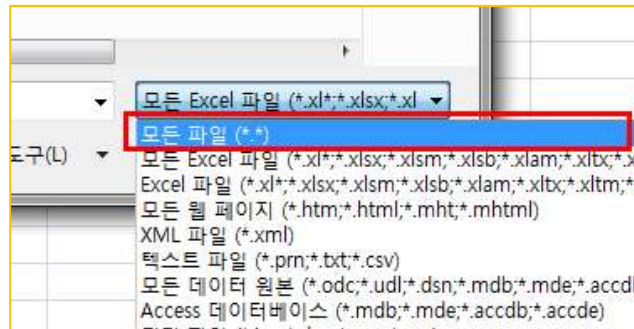 모든 Excel 파일 (*.xl*;*.xlsx;*.xl
모든 파일 (*.*)
도구(L)
모든 Excel 파일 (*.xl*;*.xlsx;*.xlsm;*.xlsb;*.xlam;*.xltx;*.x
Excel 파일 (*.xl*;*.xlsx;*.xlsm;*.xlsb;*.xlam;*.xltx;*.xltm;*
모든 웹 페이지 (*.htm;*.html;*.mht;*.mhtml)
XML 파일 (*.xml)
텍스트 파일 (*.prn;*.txt;*.csv)
모든 데이터 원본 (*.odc;*.udl;*.dsn;*.mdb;*.mde;*.accd
Access 데이터베이스 (*.mdb;*.mde;*.accdb;*.accde)